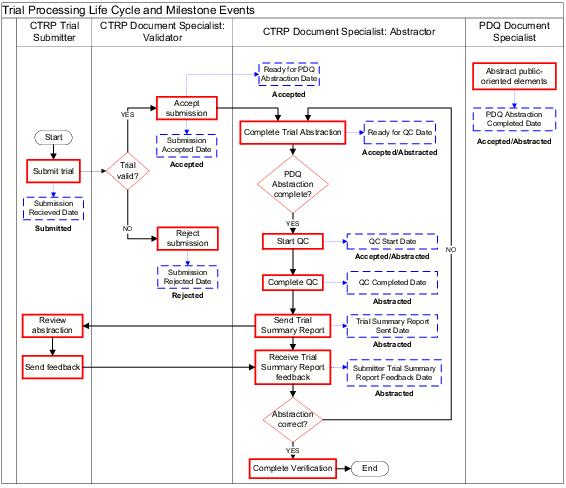 Trial Processing Life Cycle and Milestone Events
CTRP Trial
Submitter
CTRP Document Specialist:
Validator
CTRP Document Specialist: Abstractor
PDQ Document
Specialist
Ready for PDQ
Abstraction Date
Accepted
Abstract public-
oriented elements
Accept
submission
YES
PDQ Abstraction
Completed Date
Accepted/Abstracted
Start
Submission
Accepted Date
Accepted
Complete Trial Abstraction
Ready for QC Date
Accepted/Abstracted
Submit trial
Trial
valid?
PDQ
Abstraction
complete?
Submission
Recieved Date
Submitted
NO
YES
Reject
submission
Start QC
QC Start Date
Accepted/Abstracted
NO
Submission
Rejected Date
Rejected
Complete QC
QC Completed Date
Abstracted
Review
abstraction
Send Trial
Summary Report
Trial Summary Report
Sent Date
Abstracted
Send feedback
Receive Trial
Summary Report
feedback
Submitter Trial Summary
Report Feedback Date
Abstracted
Abstraction
correct?
YES
Complete Verification
End